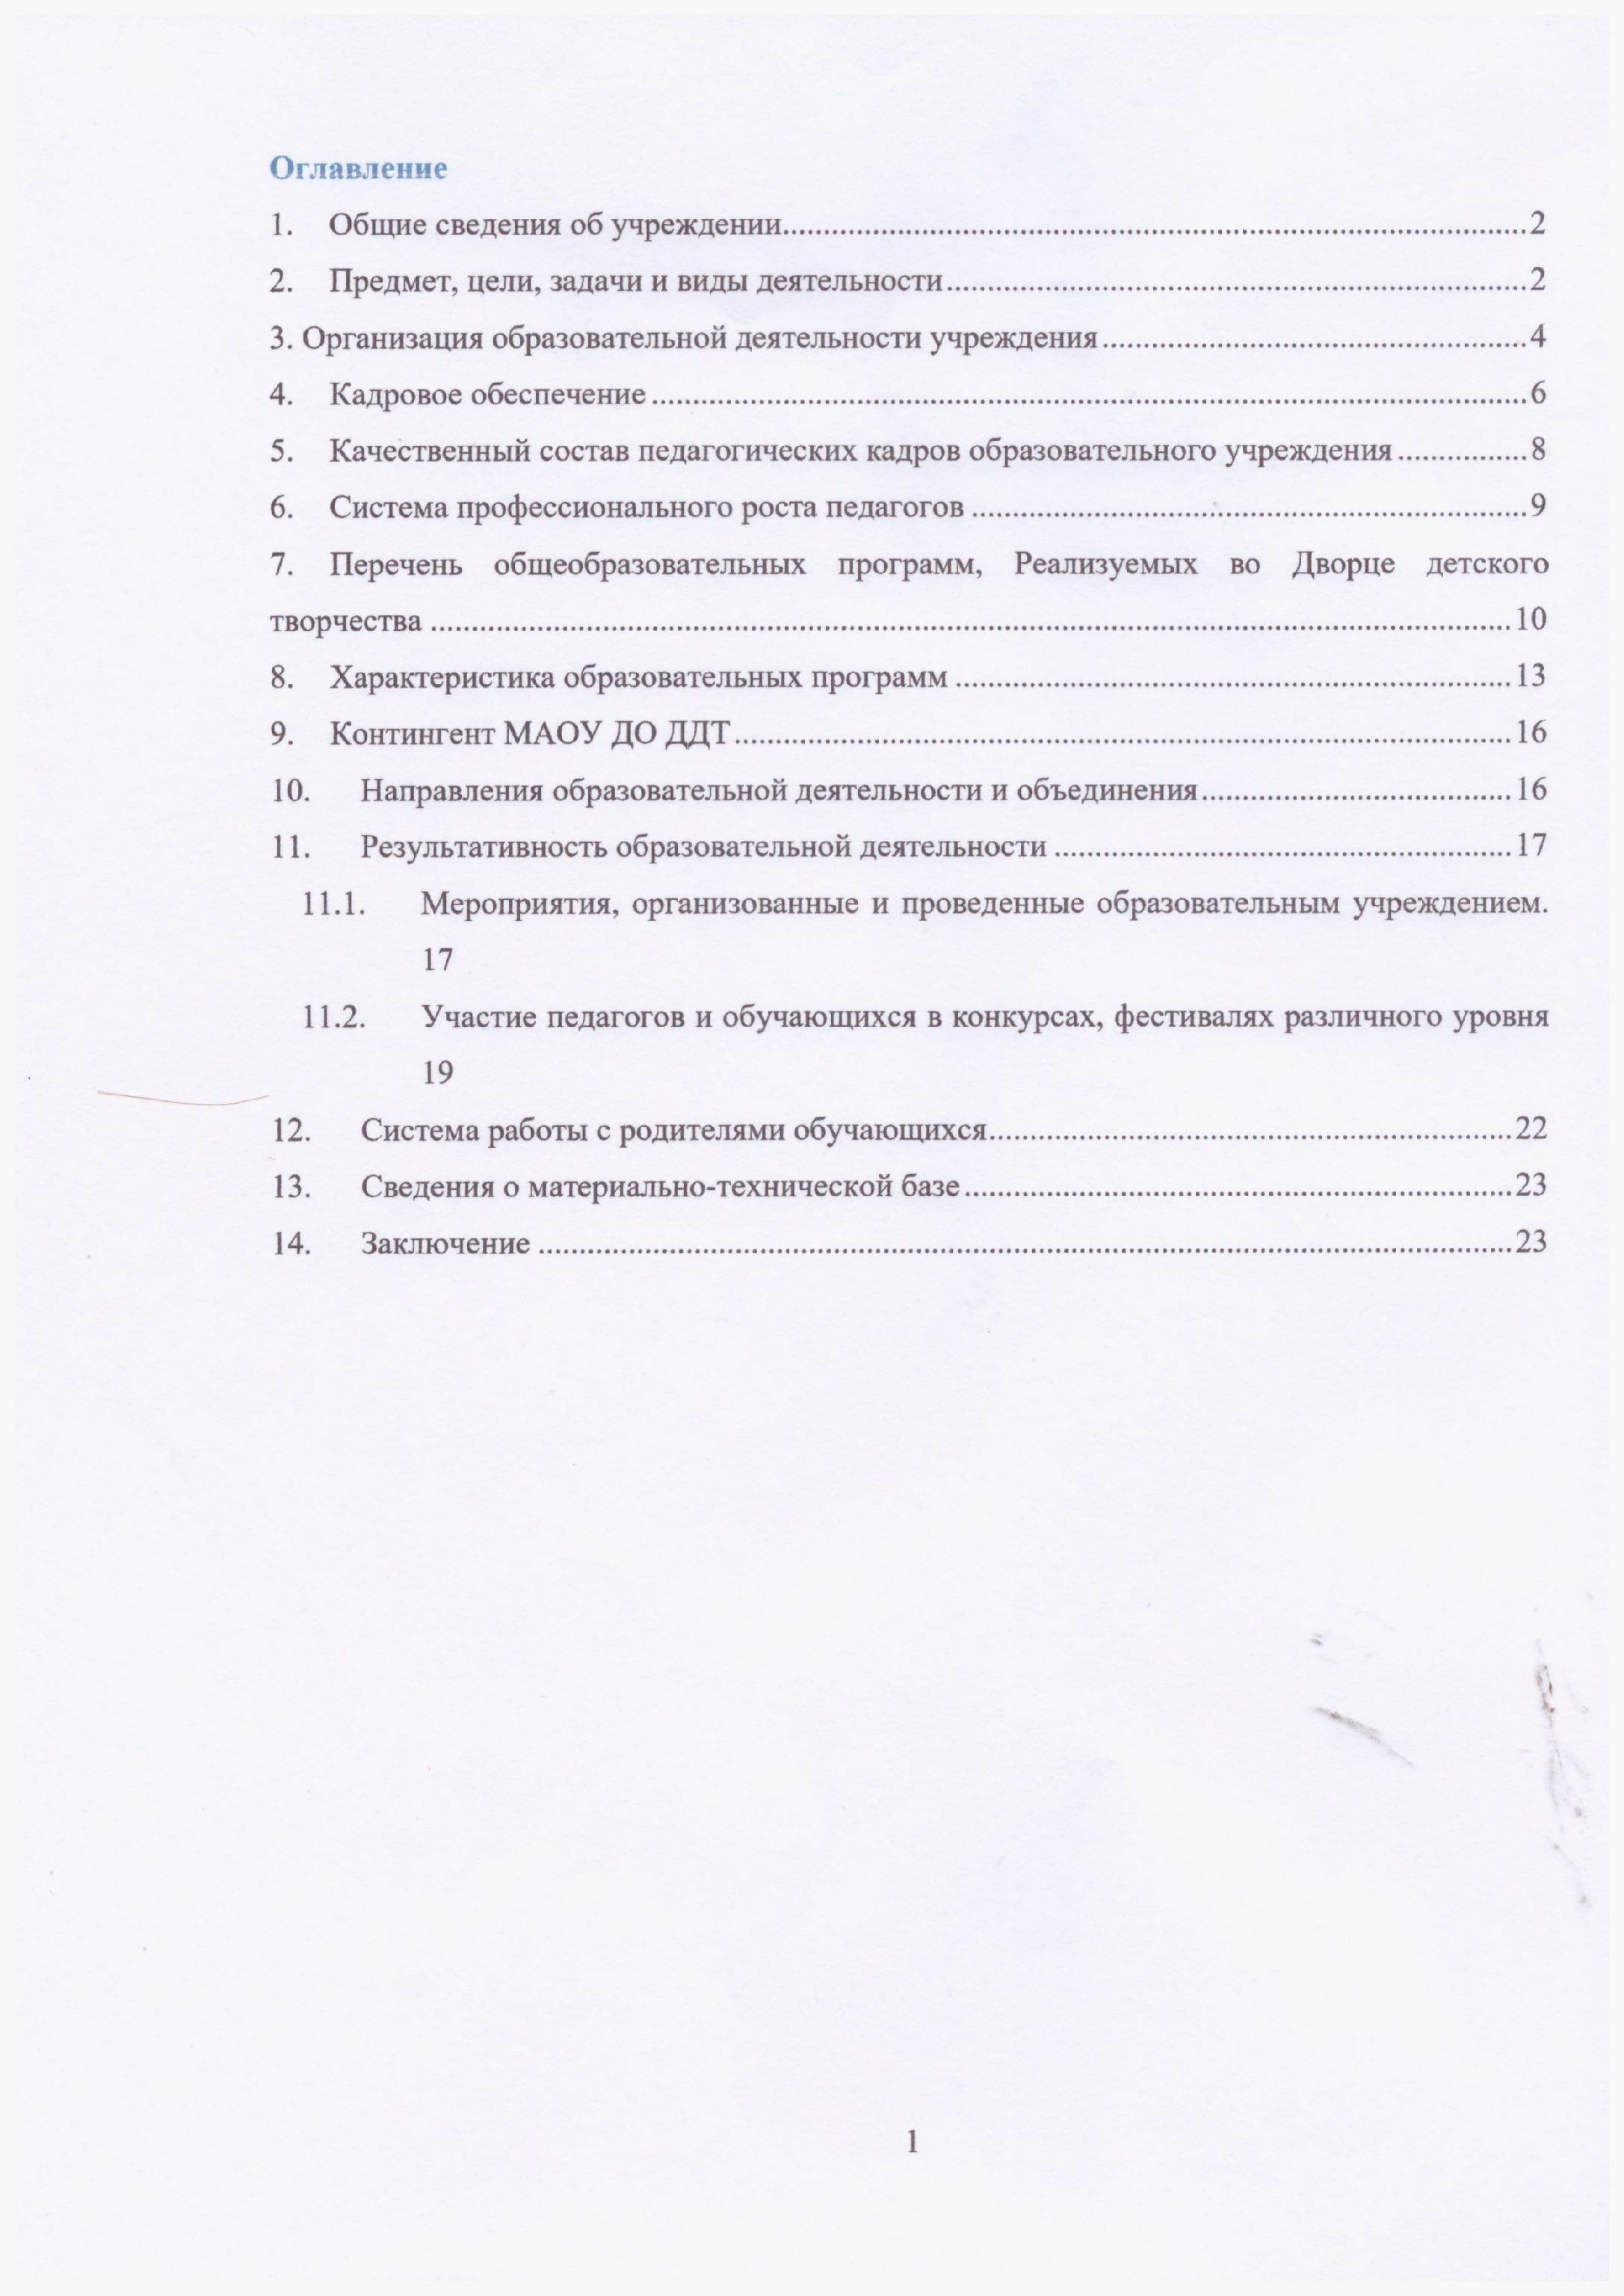 Оглавление
1. Общие сведения об учреждении..........2
2. Предмет, цели, задачи и виды деятельности..........2
3. Организация образовательной деятельности учреждения..........4
4. Кадровое обеспечение..........6
5. Качественный состав педагогических кадров образовательного учреждения..........8
6. Система профессионального роста педагогов..........9
7. Перечень общеобразовательных программ, Реализуемых во Дворце детского
творчества..........10
8. Характеристика образовательных программ..........13
9. Контингент МАОУ ДО ДДТ..........16
10. Направления образовательной деятельности и объединения..........16
11. Результативность образовательной деятельности..........17
11.1. Мероприятия, организованные и проведенные образовательным учреждением.
17
11.2. Участие педагогов и обучающихся в конкурсах, фестивалях различного уровня
19
12. Система работы с родителями обучающихся..........22
13. Сведения о материально-технической базе..........23
14. Заключение..........23
1